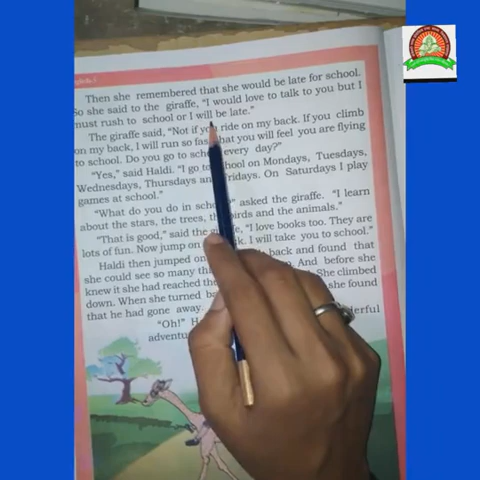 Then she remembered that she would be late for school.
So she said to the giraffe, "I would love to talk to you but I
must rush to school or I will be late."
The giraffe said, "Not if you ride on my back. If you climb
on my back, I will run so fast that you will feel you are flying
to school. Do you go to school every day?"
"Yes," said Haldi. "I go to school on Mondays, Tuesdays,
Wednesdays, Thursdays and Fridays. On Saturdays I play
games at school."
"What do you do in school?" asked the giraffe. "I learn
about the stars, the trees, the birds and the animals."
"That is good," said the giraffe, "I love books too. They are
lots of fun. Now jump on my back. I will take you to school."
Haldi then jumped on back and found that
she could see so many And before she
knew it she had reached the She climbed
down. When she turned she found
that he had gone away.
"Oh!"